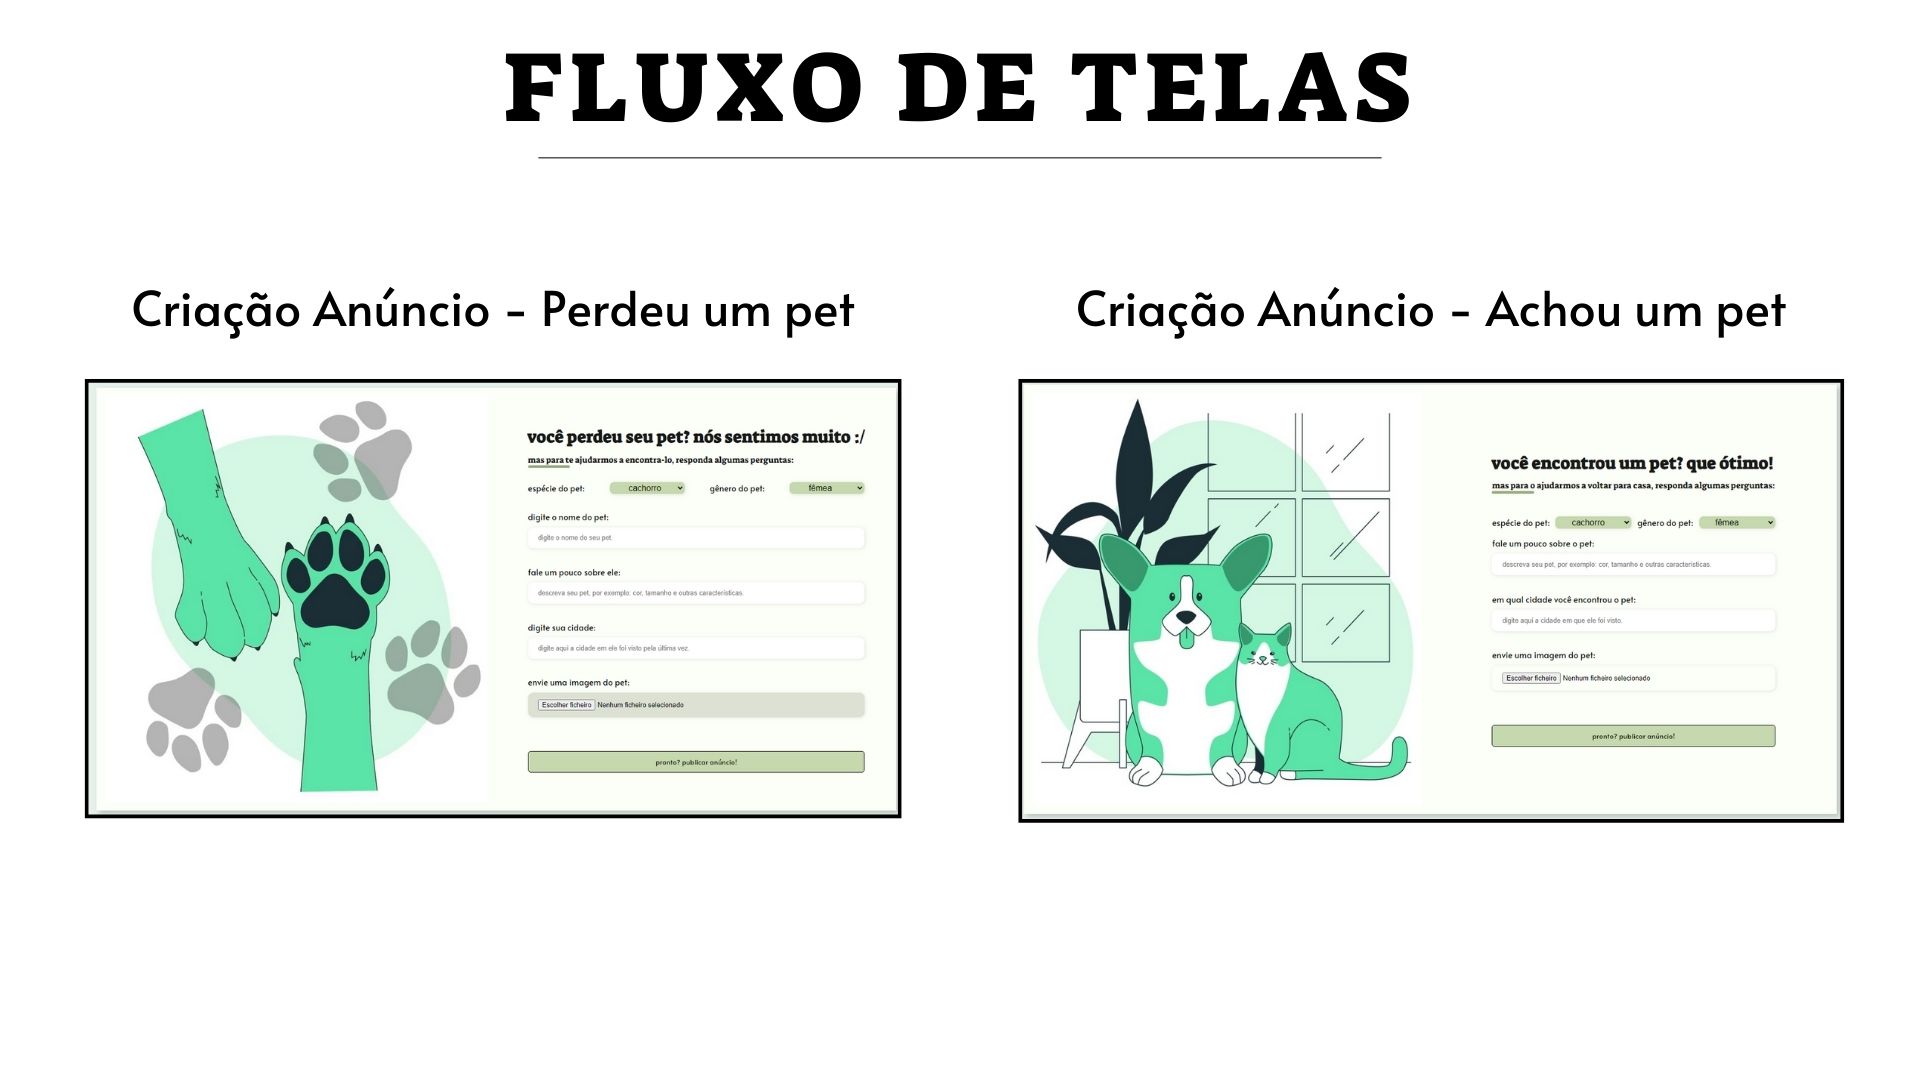 FLUXO DE TELAS
Criação Anúncio - Perdeu um pet
você perdeu seu pet? nós sentimos muito :/
mas para te ajudarmos a encontra-lo, responda algumas perguntas:
espécie do pet: cachorro gênero do pet: fêmea
digite o nome do pet:
digite o nome do seu pet.
fale um pouco sobre ele:
descreva seu pet, por exemplo: cor, tamanho e outras características.
digite sua cidade:
digite aqui a cidade em ele foi visto pela última vez.
envie uma imagem do pet:
Escolher ficheiro Nenhum ficheiro selecionado
pronto? publicar anúncio!
Criação Anúncio - Achou um pet
você encontrou um pet? que ótimo!
mas para o ajudarmos a voltar para casa, responda algumas perguntas:
espécie do pet: cachorro gênero do pet: fêmea
fale um pouco sobre o pet:
descreva seu pet, por exemplo: cor, tamanho e outras características.
em qual cidade você encontrou o pet:
digite aqui a cidade em que ele foi visto.
envie uma imagem do pet:
Escolher ficheiro Nenhum ficheiro selecionado
pronto? publicar anúncio!